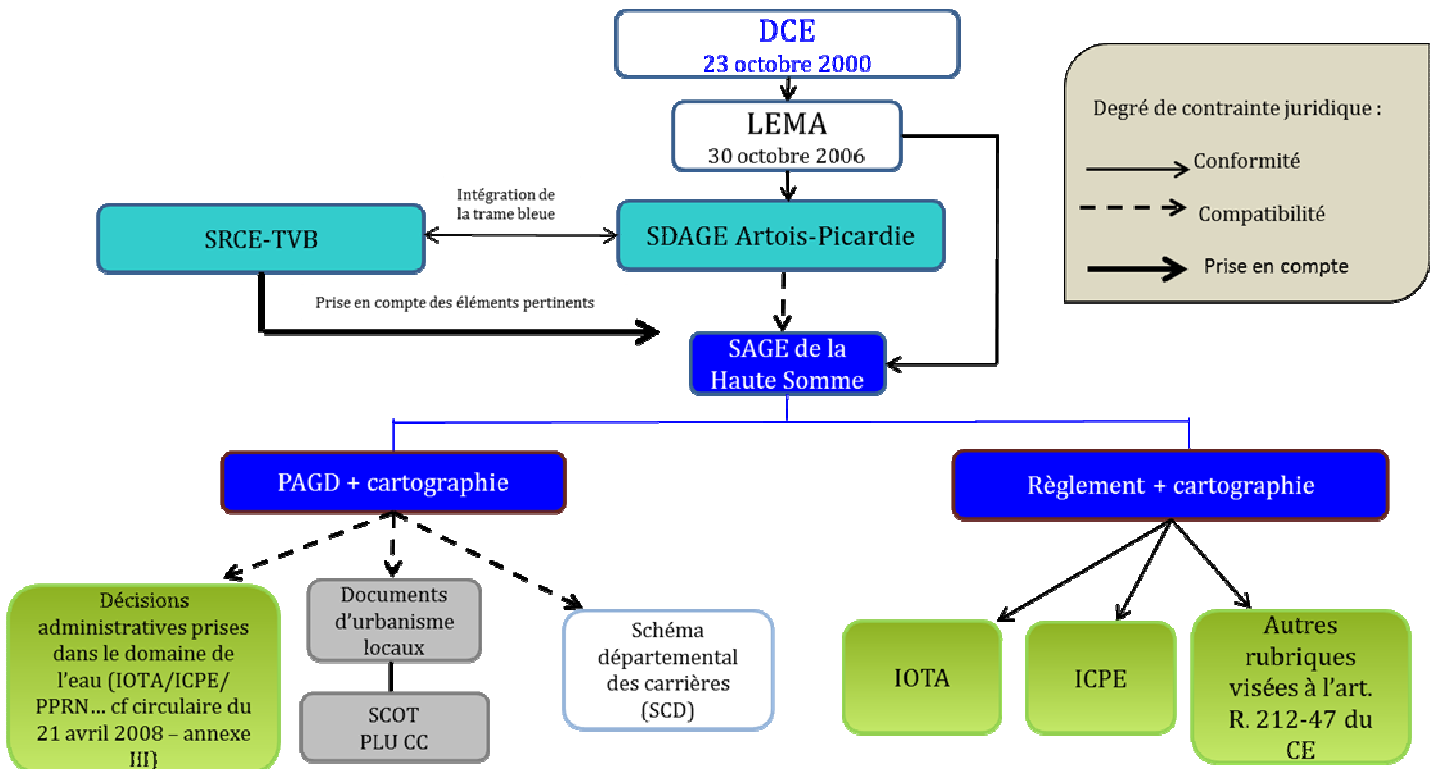 DCE
23 octobre 2000
LEMA
30 octobre 2006
Degré de contrainte juridique :
Conformité
Compatibilité
Prise en compte
Intégration de
la trame bleue
SRCE-TVB
SDAGE Artois-Picardie
Prise en compte des éléments pertinents
SAGE de la
Haute Somme
PAGD + cartographie
Règlement + cartographie
Décisions
administratives prises
dans le domaine de
l’eau (IOTA/ICPE/
PPRN… cf circulaire du
21 avril 2008 – annexe
III)
Documents
d’urbanisme
locaux
SCOT
PLU CC
Schéma
départemental
des carrières
(SCD)
IOTA
ICPE
Autres
rubriques
visées à l’art.
R. 212-47 du
CE